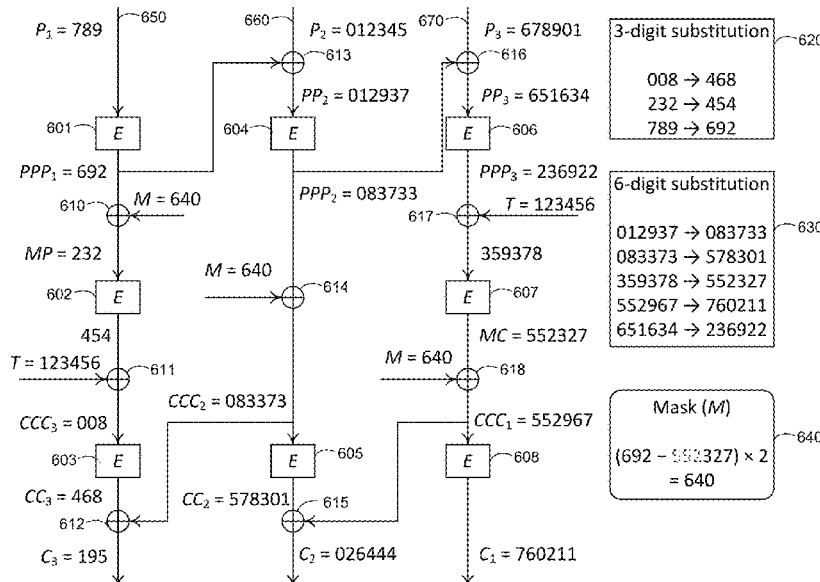 P₁ = 789
650
660
P₂ = 012345
670
P₃ = 678901
613
616
PP₂ = 012937
PP₃ = 651634
601
E
604
E
E
606
PPP₁ = 692
PPP₂ = 083733
PPP₃ = 236922
610
M = 640
617
T = 123456
MP = 232
359378
602
E
M = 640
614
E
607
454
MC = 552327
T = 123456
611
M = 640
618
CCC₃ = 008
CCC₂ = 083373
CCC₁ = 552967
603
E
E
605
E
608
CC₃ = 468
CC₂ = 578301
612
615
C₃ = 195
C₂ = 026444
C₁ = 760211
3-digit substitution
620
008 → 468
232 → 454
789 → 692
6-digit substitution
630
012937 → 083733
083373 → 578301
359378 → 552327
552967 → 760211
651634 → 236922
Mask (M)
640
(692 – 552327) × 2
= 640